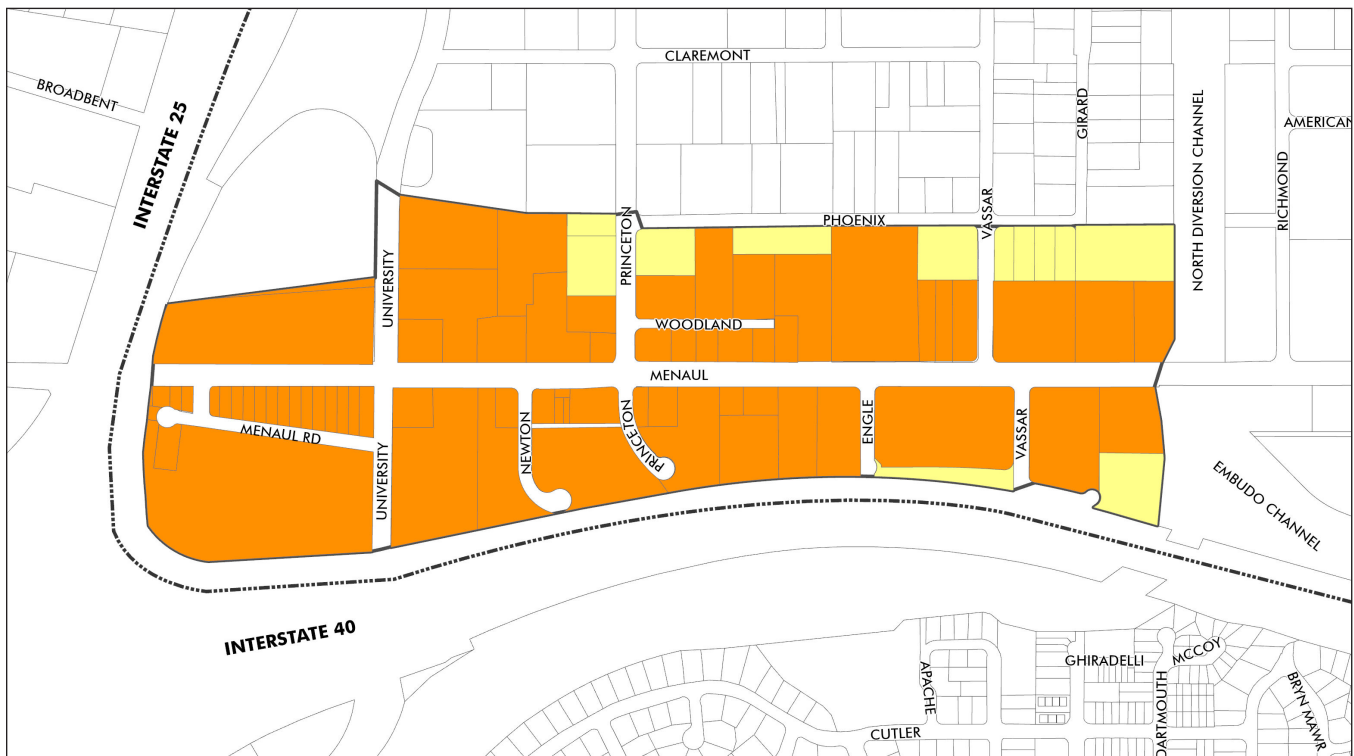 CLAREMONT
BROADBENT
INTERSTATE 25
GIRARD
NORTH DIVERSION CHANNEL
AMERICAN
RICHMOND
VASSAR
PHOENIX
PRINCETON
UNIVERSITY
WOODLAND
MENAUL
MENAUL RD
NEWTON
PRINCETON
ENGLE
VASSAR
UNIVERSITY
EMBUDO CHANNEL
INTERSTATE 40
GHIRADELLI
MCCOY
APACHE
DARTMOUTH
BRYN MAWR
CUTLER